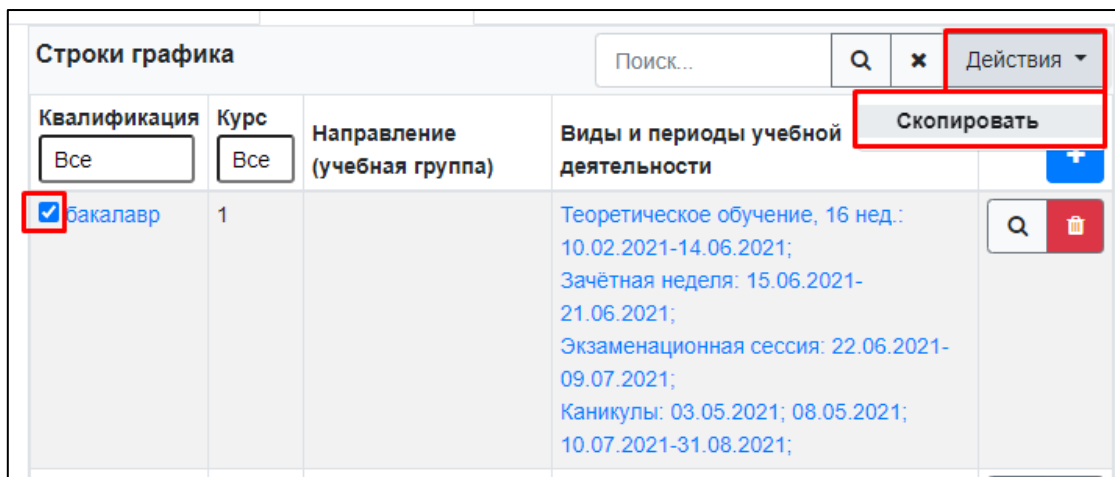 Строки графика
Поиск...
Действия
Скопировать
Квалификация
Курс
Направление
(учебная группа)
Виды и периоды учебной
деятельности
Все
Все
бакалавр
1
Теоретическое обучение, 16 нед.:
10.02.2021-14.06.2021;
Зачётная неделя: 15.06.2021-
21.06.2021;
Экзаменационная сессия: 22.06.2021-
09.07.2021;
Каникулы: 03.05.2021; 08.05.2021;
10.07.2021-31.08.2021;